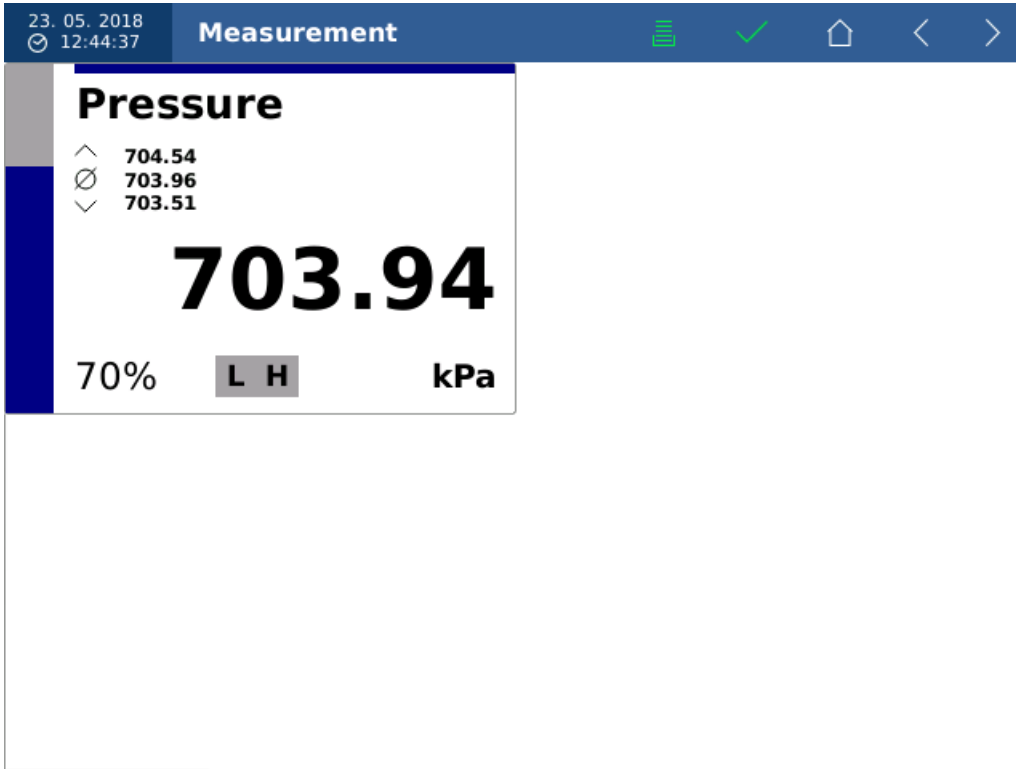 23. 05. 2018
12:44:37
Measurement
Pressure
704.54
703.96
703.51
703.94
70%
L H
kPa